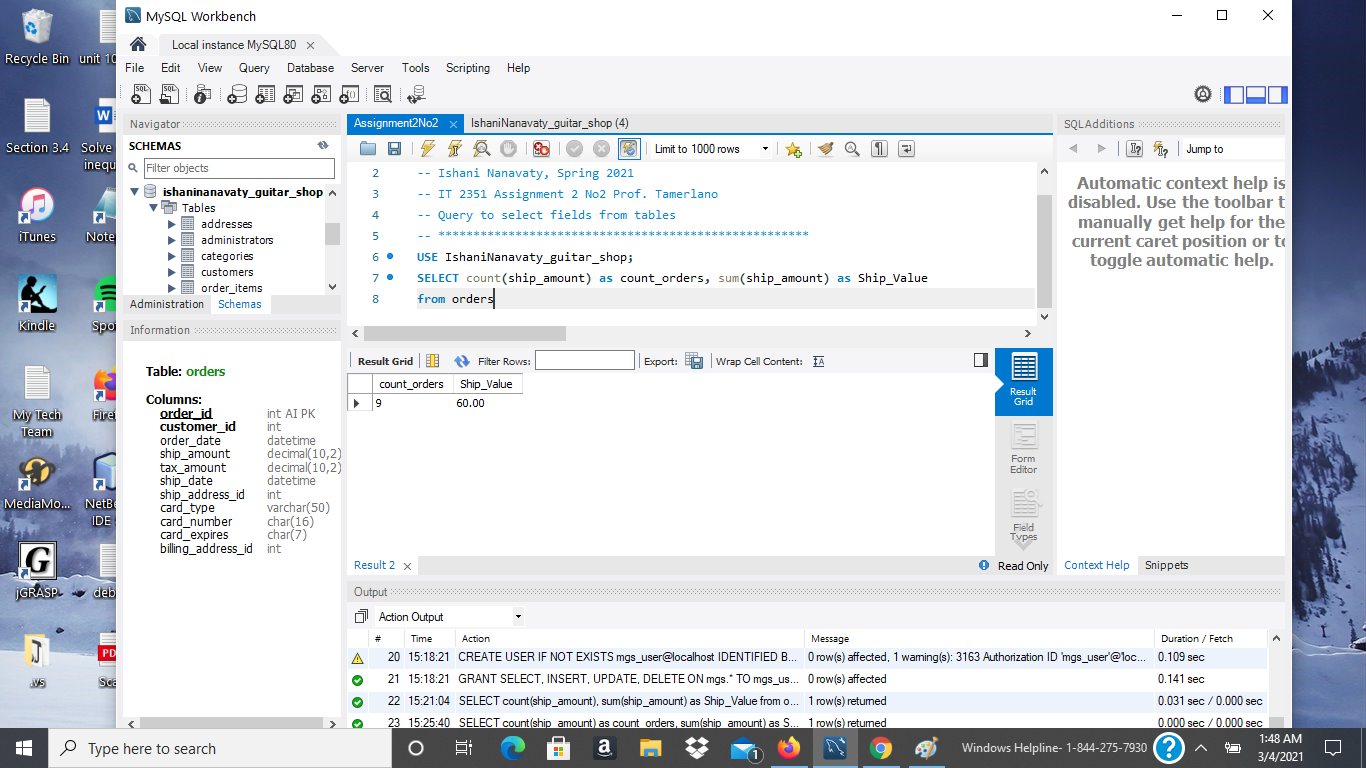 MySQL Workbench
Local instance MySQL80
File Edit View Query Database Server Tools Scripting Help
Navigator
SCHEMAS
Filter objects
ishaninanavaty_guitar_shop
Tables
addresses
administrators
categories
customers
order_items
Administration Schemas
Information
Table: orders
Columns:
order_id int AI PK
customer_id int
order_date datetime
ship_amount decimal(10,2)
tax_amount decimal(10,2)
ship_date datetime
ship_address_id int
card_type varchar(50)
card_number char(16)
card_expires char(7)
billing_address_id int
Assignment2No2 IshaniNanavaty_guitar_shop (4)
Limit to 1000 rows
2 -- Ishani Nanavaty, Spring 2021
3 -- IT 2351 Assignment 2 No2 Prof. Tamerlano
4 -- Query to select fields from tables
5 -- *****************************************************
6 USE IshaniNanavaty_guitar_shop;
7 SELECT count(ship_amount) as count_orders, sum(ship_amount) as Ship_Value
8 from orders
Result Grid Filter Rows: Export: Wrap Cell Content:
count_orders Ship_Value
9 60.00
Result Grid
Form Editor
Field Types
Result 2
Read Only
SQLAdditions
Jump to
Automatic context help is
disabled. Use the toolbar t
manually get help for the
current caret position or to
toggle automatic help.
Context Help Snippets
Output
Action Output
# Time Action Message Duration / Fetch
20 15:18:21 CREATE USER IF NOT EXISTS mgs_user@localhost IDENTIFIED B... 0 row(s) affected, 1 warning(s): 3163 Authorization ID 'mgs_user'@'loc... 0.109 sec
21 15:18:21 GRANT SELECT, INSERT, UPDATE, DELETE ON mgs.* TO mgs_us... 0 row(s) affected 0.141 sec
22 15:21:04 SELECT count(ship_amount), sum(ship_amount) as Ship_Value from o... 1 row(s) returned 0.031 sec / 0.000 sec
23 15:25:40 SELECT count(ship_amount) as count_orders, sum(ship_amount) as S... 1 row(s) returned 0.000 sec / 0.000 sec
Recycle Bin
unit 10
Section 3.4
Solve
inequ
iTunes
Note
Kindle
Spo
My Tech
Team
Firef
MediaMo...
NetBe
IDE
jGRASP
deb
.vs
Sca
Type here to search
Windows Helpline- 1-844-275-7930
1:48 AM
3/4/2021